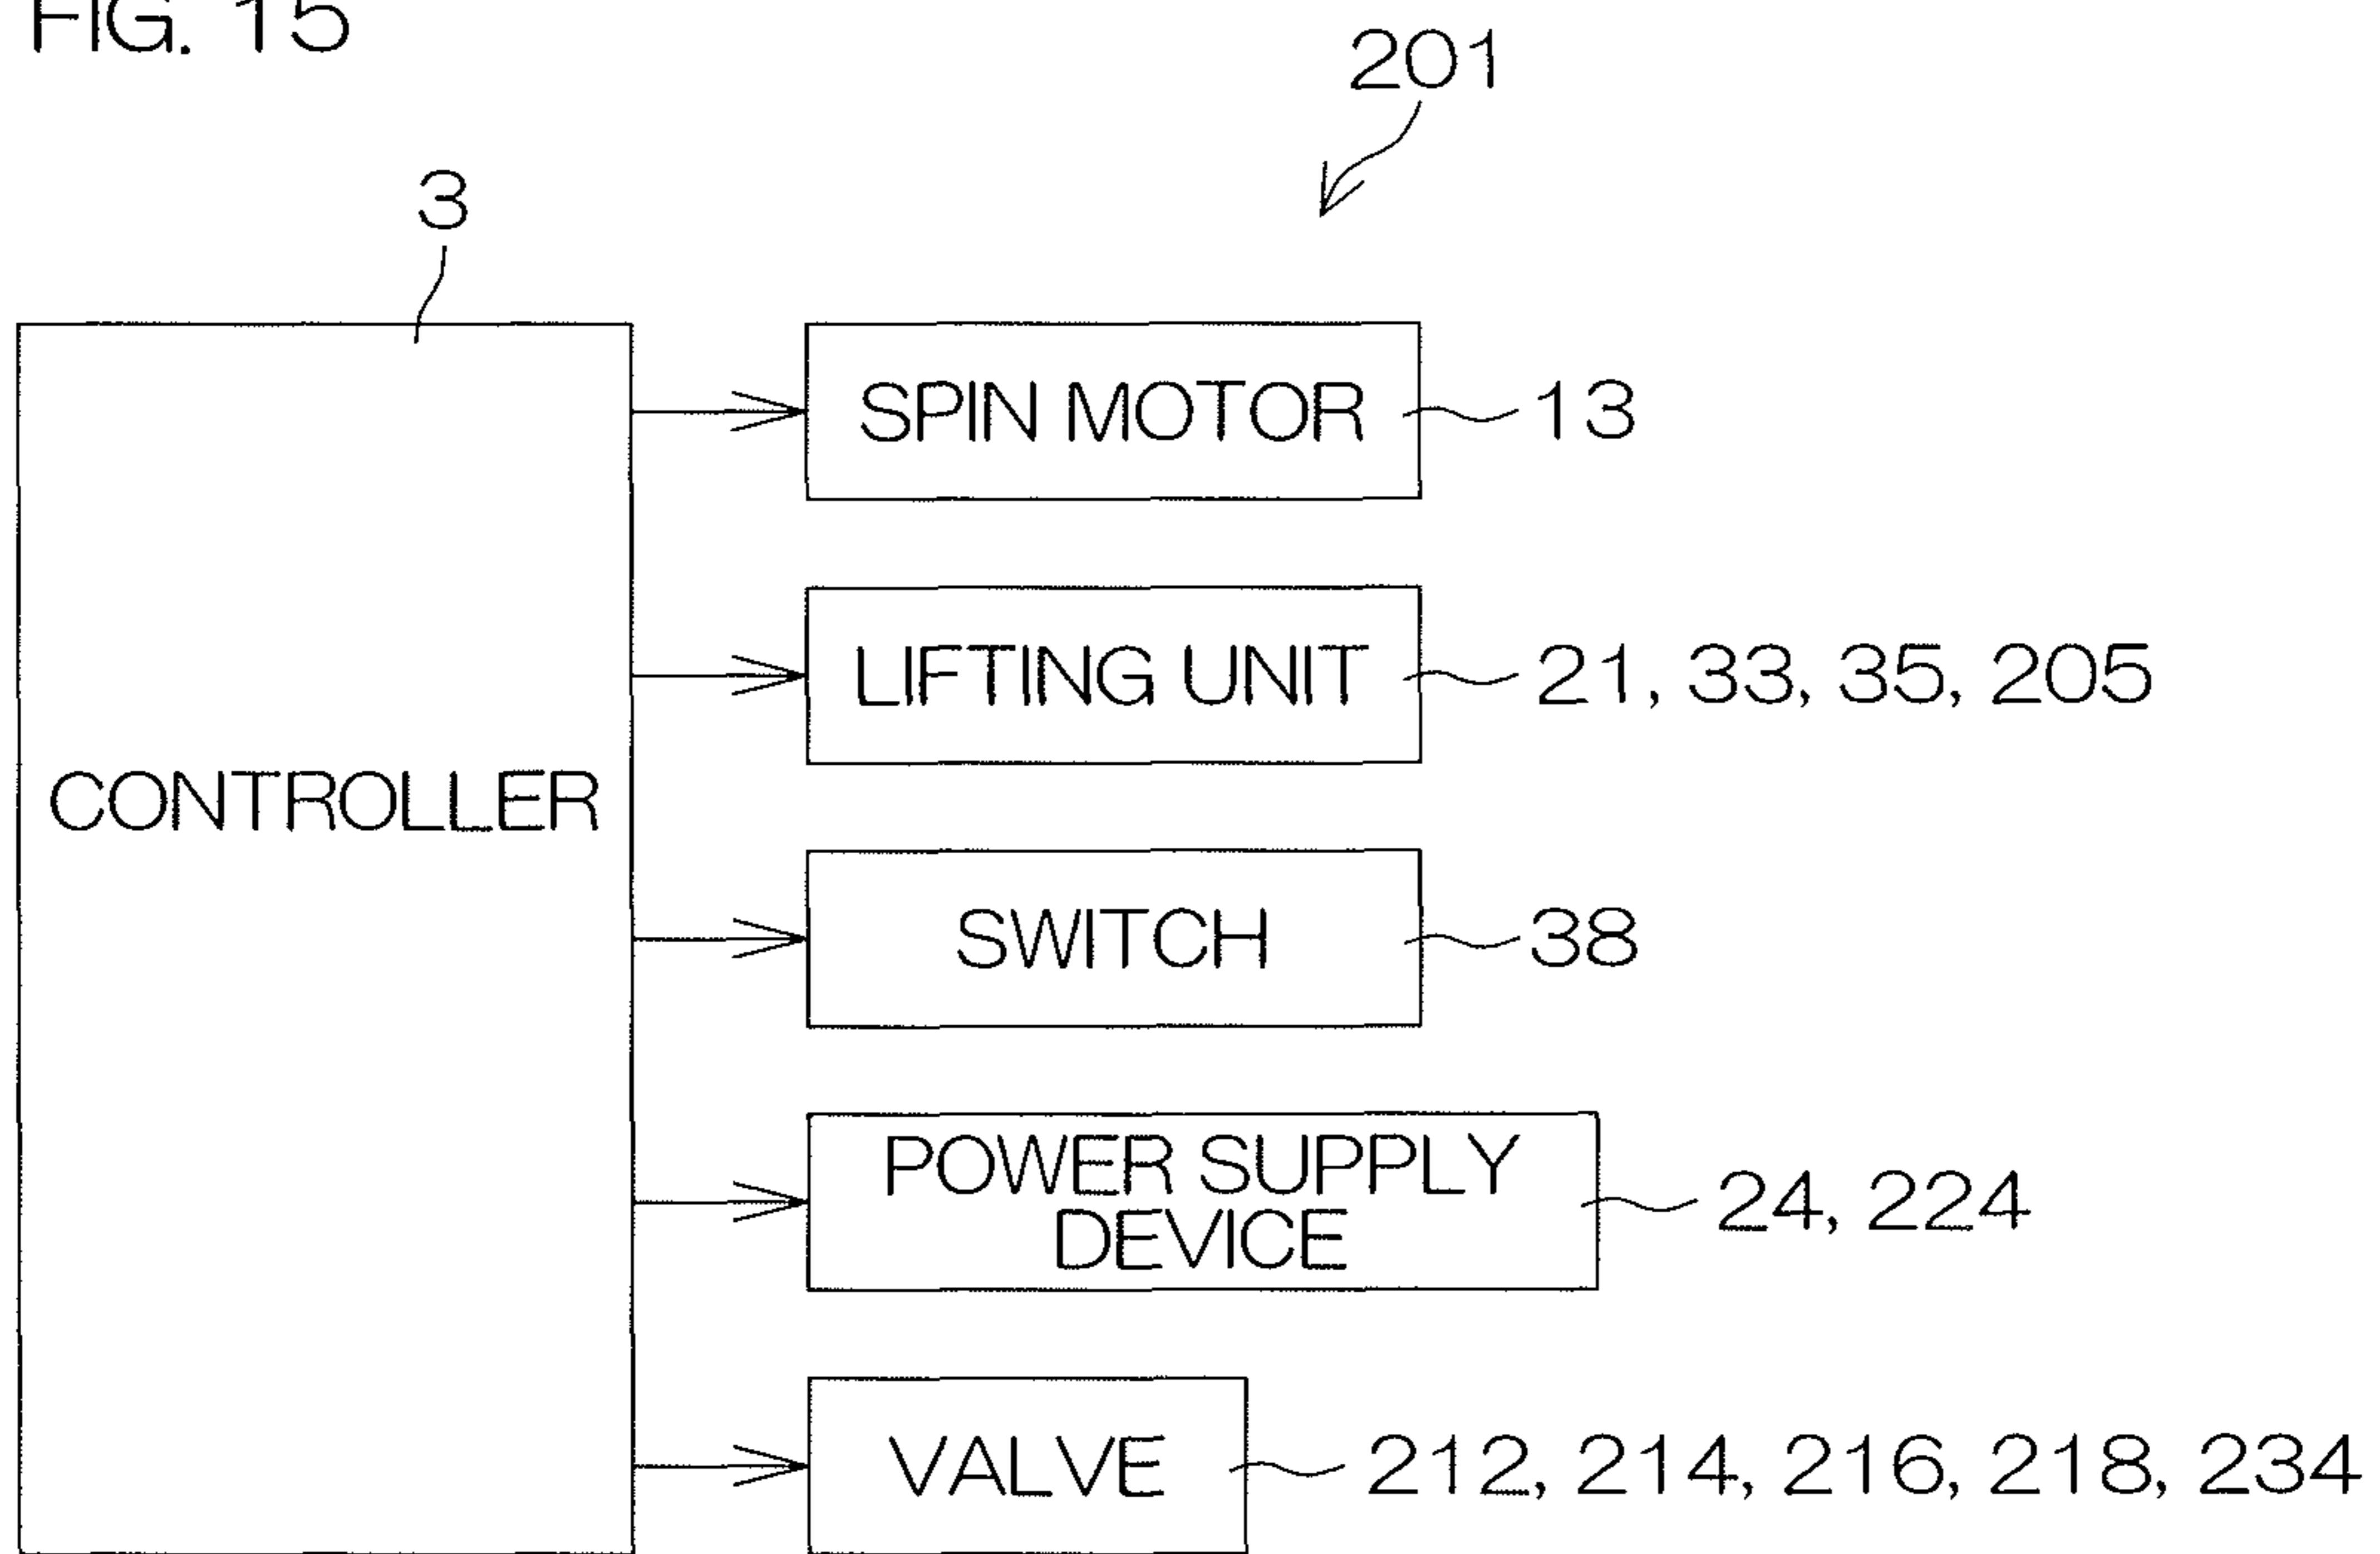 FIG. 15
201
3
SPIN MOTOR 13
LIFTING UNIT 21, 33, 35, 205
CONTROLLER
SWITCH 38
POWER SUPPLY
DEVICE
24, 224
VALVE 212, 214, 216, 218, 234